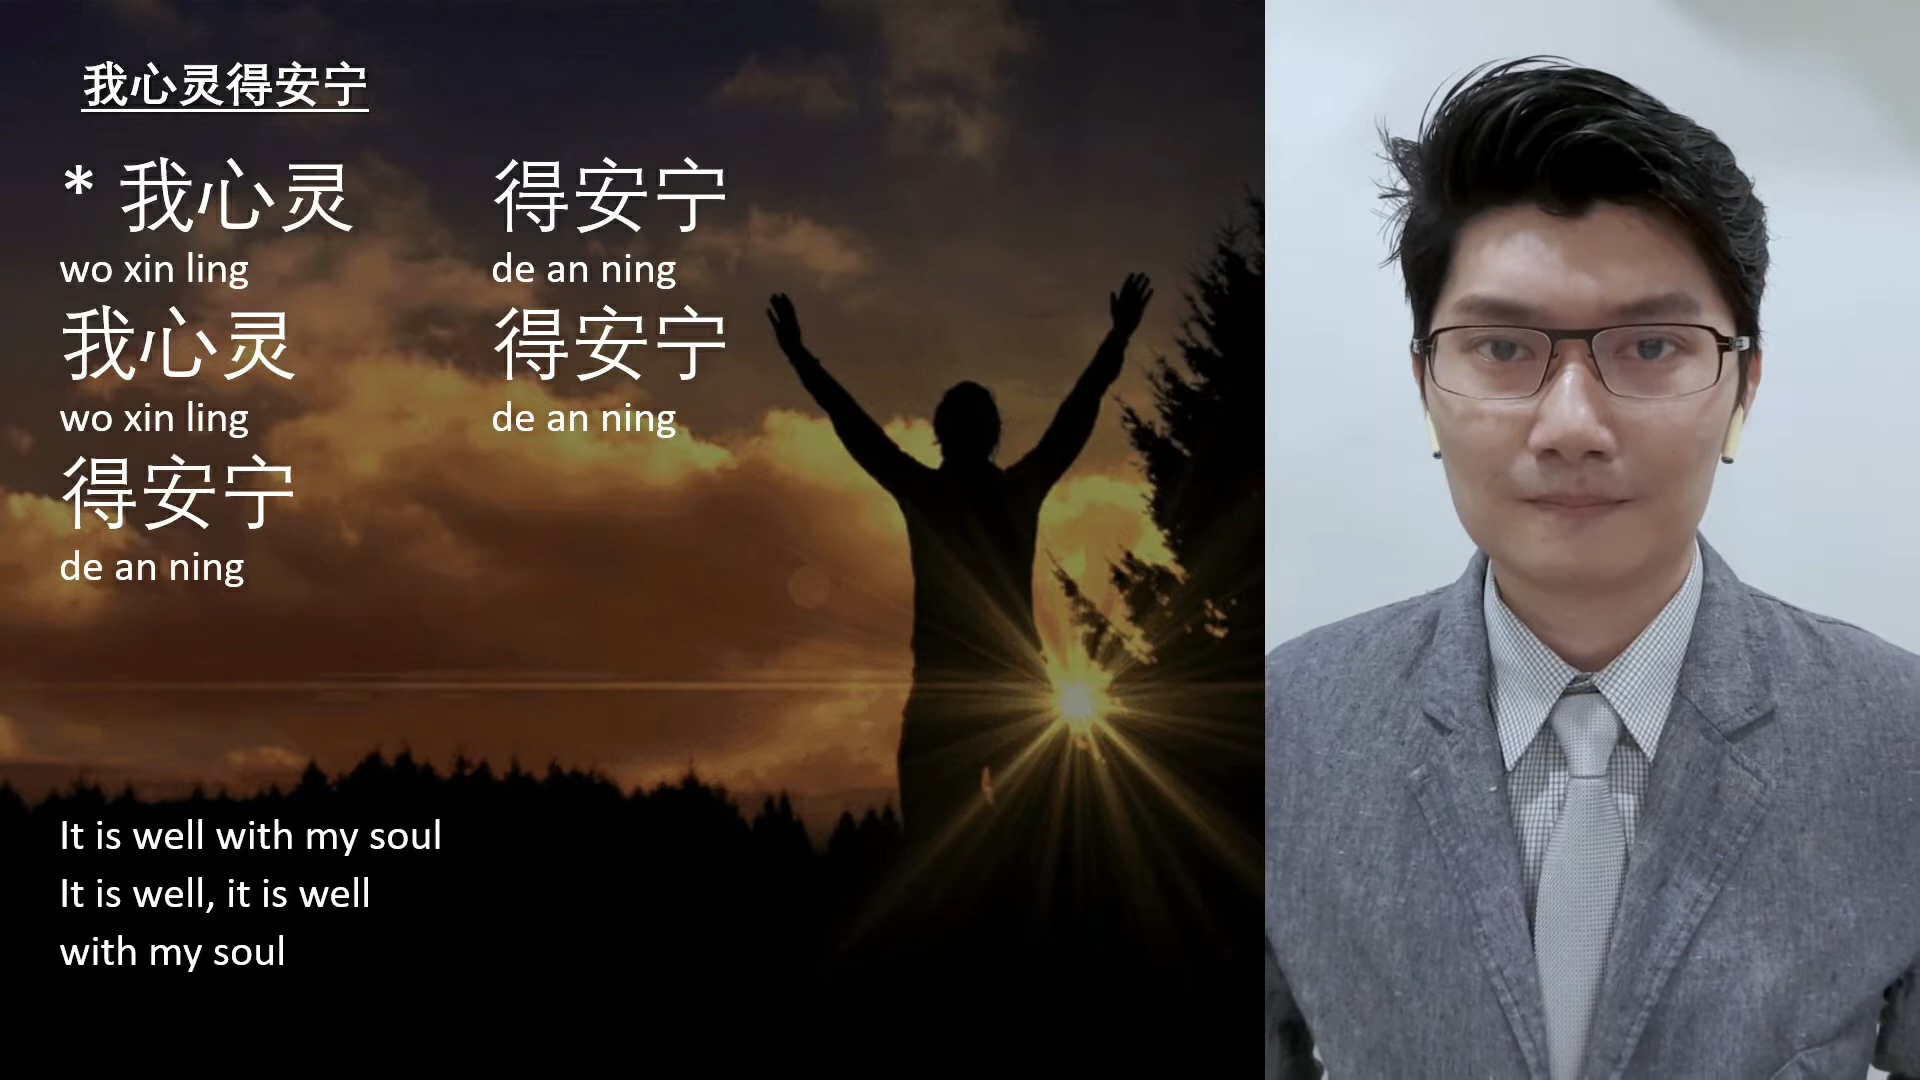 我心灵得安宁
* 我心灵 得安宁
wo xin ling de an ning
我心灵 得安宁
wo xin ling de an ning
得安宁
de an ning
It is well with my soul
It is well, it is well
with my soul